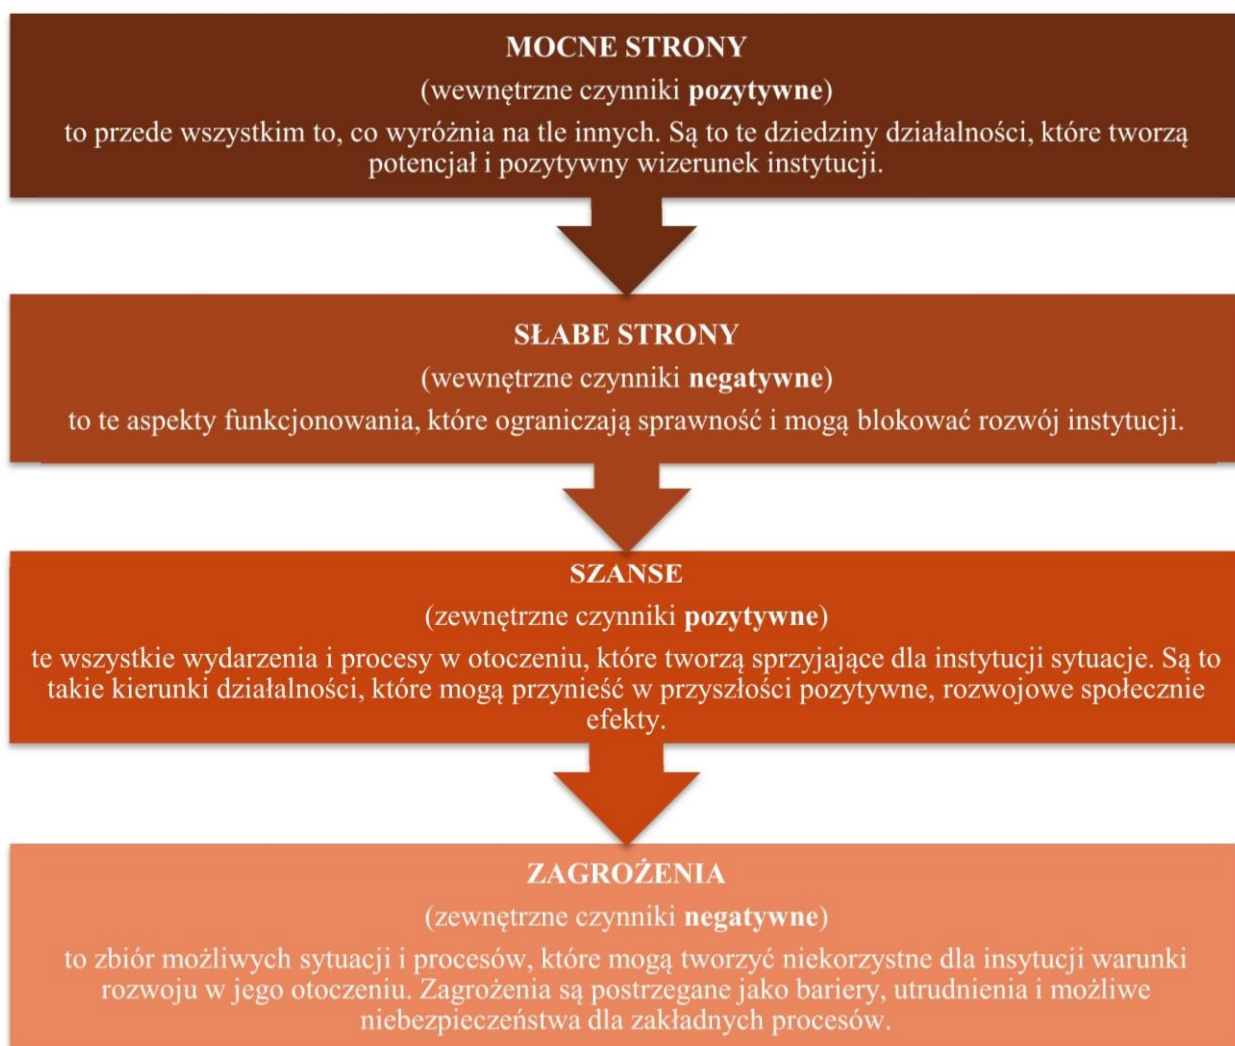 MOCNE STRONY
(wewnętrzne czynniki pozytywne)
to przede wszystkim to, co wyróżnia na tle innych. Są to te dziedziny działalności, które tworzą
potencjał i pozytywny wizerunek instytucji.
SŁABE STRONY
(wewnętrzne czynniki negatywne)
to te aspekty funkcjonowania, które ograniczają sprawność i mogą blokować rozwój instytucji.
SZANSE
(zewnętrzne czynniki pozytywne)
te wszystkie wydarzenia i procesy w otoczeniu, które tworzą sprzyjające dla instytucji sytuacje. Są to
takie kierunki działalności, które mogą przynieść w przyszłości pozytywne, rozwojowe społecznie
efekty.
ZAGROŻENIA
(zewnętrzne czynniki negatywne)
to zbiór możliwych sytuacji i procesów, które mogą tworzyć niekorzystne dla insytucji warunki
rozwoju w jego otoczeniu. Zagrożenia są postrzegane jako bariery, utrudnienia i możliwe
niebezpieczeństwa dla zakładnych procesów.